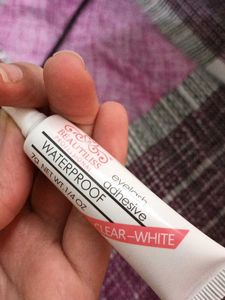 BEAUTILISS
eyelash adhesive
WATERPROOF
7g NET.WT.1/4 OZ
CLEAR-WHITE